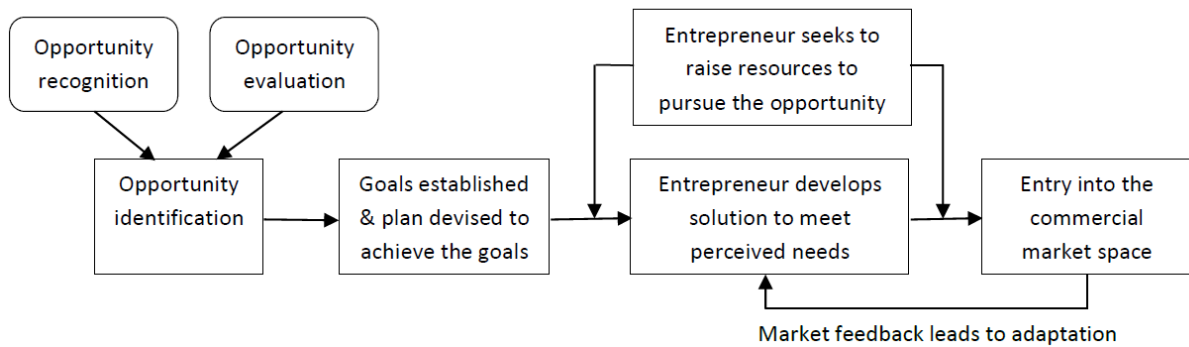 Opportunity
recognition
Opportunity
evaluation
Entrepreneur seeks to
raise resources to
pursue the opportunity
Opportunity
identification
Goals established
& plan devised to
achieve the goals
Entrepreneur develops
solution to meet
perceived needs
Entry into the
commercial
market space
Market feedback leads to adaptation